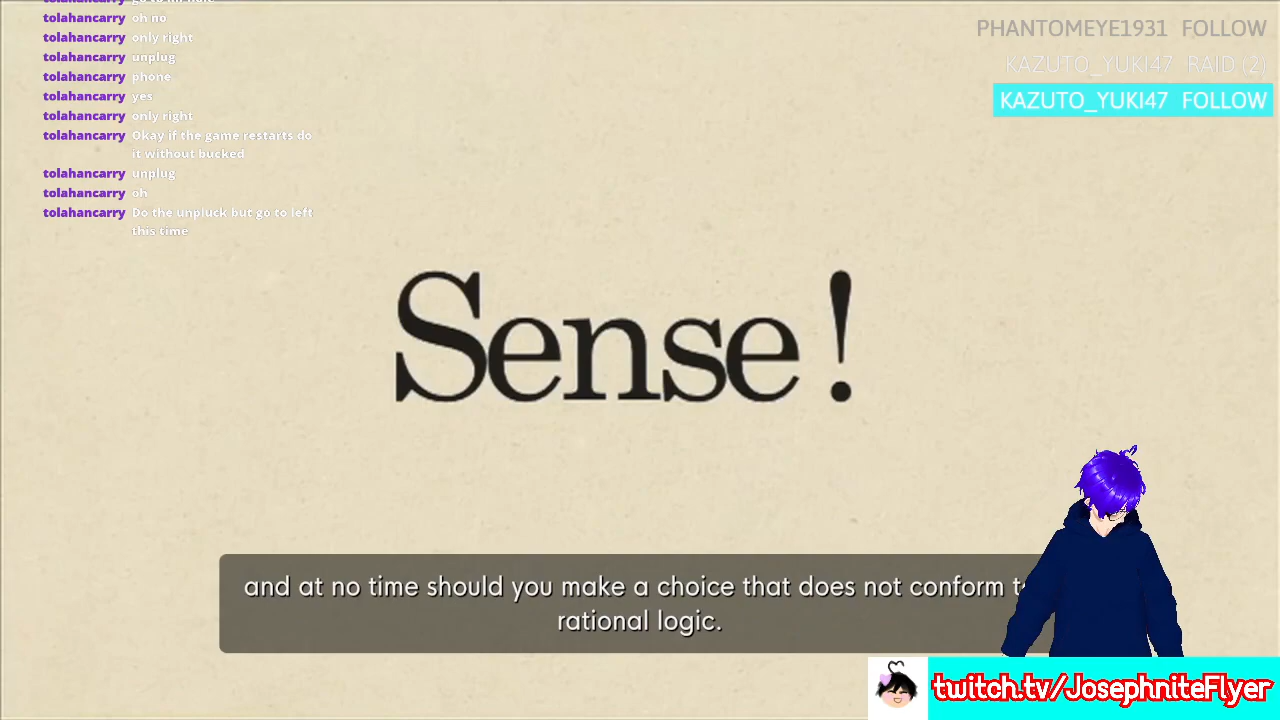 tolahancarry oh no
tolahancarry only right
tolahancarry unplug
tolahancarry phone
tolahancarry yes
tolahancarry only right
tolahancarry Okay if the game restarts do
it without bucked
tolahancarry unplug
tolahancarry oh
tolahancarry Do the unpluck but go to left
this time
PHANTOMEYE1931 FOLLOW
KAZUTO_YUKI47 RAID (2)
KAZUTO_YUKI47 FOLLOW
Sense!
and at no time should you make a choice that does not conform to
rational logic.
twitch.tv/JosephniteFlyer